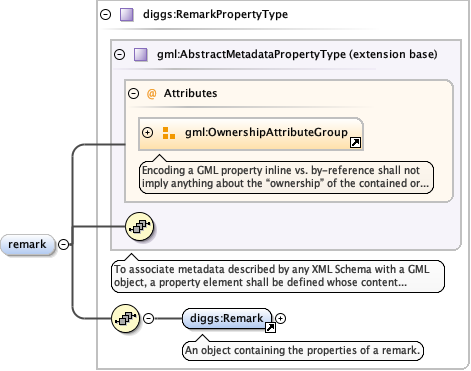 diggs:RemarkPropertyType
gml:AbstractMetadataPropertyType (extension base)
@ Attributes
gml:OwnershipAttributeGroup
Encoding a GML property inline vs. by-reference shall not
imply anything about the “ownership” of the contained or...
remark
To associate metadata described by any XML Schema with a GML
object, a property element shall be defined whose content...
diggs:Remark
An object containing the properties of a remark.